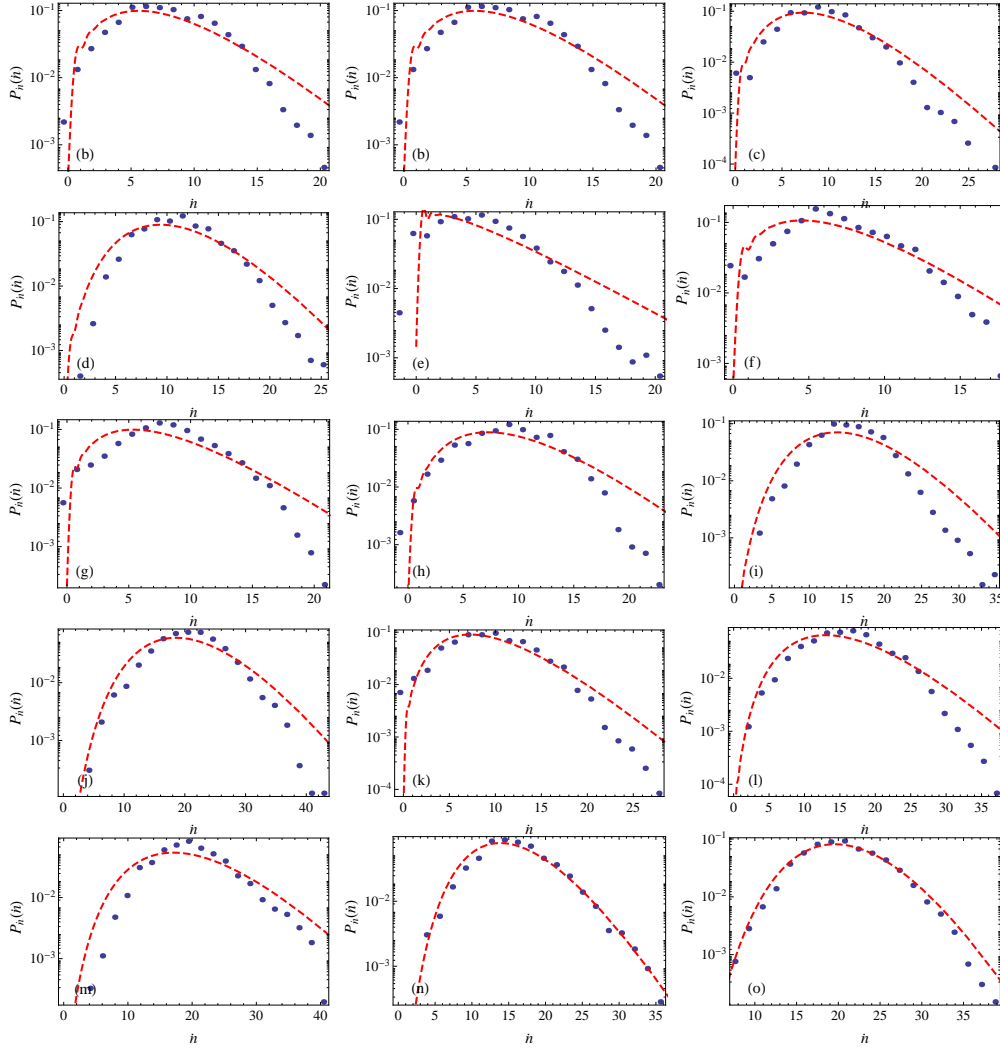 10⁻¹
10⁻²
10⁻³
Pṅ(ṅ)
(b)
0 5 10 15 20
ṅ
10⁻¹
10⁻²
10⁻³
Pṅ(ṅ)
(b)
0 5 10 15 20
ṅ
10⁻¹
10⁻²
10⁻³
10⁻⁴
Pṅ(ṅ)
(c)
0 5 10 15 20 25
ṅ
10⁻¹
10⁻²
10⁻³
Pṅ(ṅ)
(d)
0 5 10 15 20 25
ṅ
10⁻¹
10⁻²
10⁻³
Pṅ(ṅ)
(e)
0 5 10 15 20
ṅ
10⁻¹
10⁻²
10⁻³
Pṅ(ṅ)
(f)
0 5 10 15
ṅ
10⁻¹
10⁻²
10⁻³
Pṅ(ṅ)
(g)
0 5 10 15 20
ṅ
10⁻¹
10⁻²
10⁻³
Pṅ(ṅ)
(h)
0 5 10 15 20
ṅ
10⁻¹
10⁻²
10⁻³
Pṅ(ṅ)
(i)
0 5 10 15 20 25 30 35
ṅ
10⁻²
10⁻³
Pṅ(ṅ)
(j)
0 10 20 30 40
ṅ
10⁻¹
10⁻²
10⁻³
10⁻⁴
Pṅ(ṅ)
(k)
0 5 10 15 20 25
ṅ
10⁻¹
10⁻²
10⁻³
10⁻⁴
Pṅ(ṅ)
(l)
0 5 10 15 20 25 30 35
ṅ
10⁻²
10⁻³
Pṅ(ṅ)
(m)
0 10 20 30 40
ṅ
10⁻²
10⁻³
Pṅ(ṅ)
(n)
0 5 10 15 20 25 30 35
ṅ
10⁻¹
10⁻²
10⁻³
Pṅ(ṅ)
(o)
10 15 20 25 30 35
ṅ